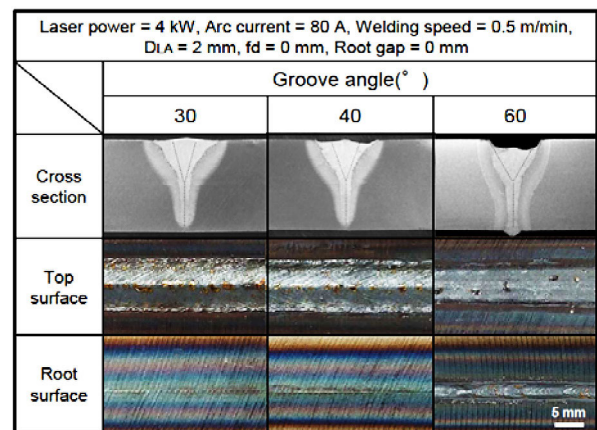 Laser power = 4 kW, Arc current = 80 A, Welding speed = 0.5 m/min,
DLA = 2 mm, fd = 0 mm, Root gap = 0 mm
Groove angle(° )
30 40 60
Cross
section
Top
surface
Root
surface
5 mm